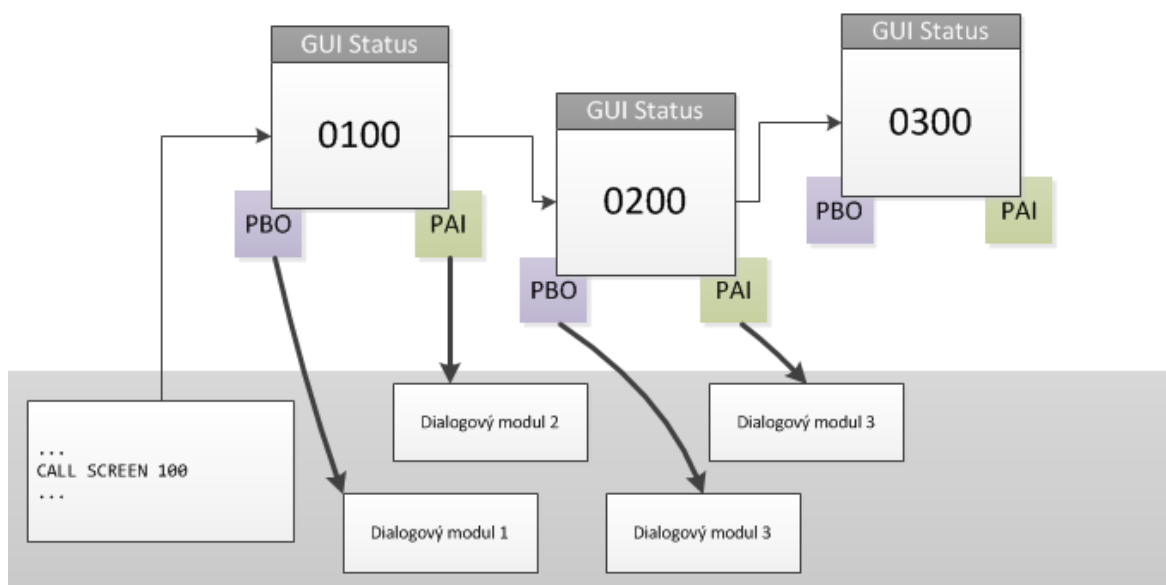 GUI Status
0100
PBO
PAI
GUI Status
0200
PBO
PAI
GUI Status
0300
PBO
PAI
...
CALL SCREEN 100
...
Dialogový modul 2
Dialogový modul 3
Dialogový modul 1
Dialogový modul 3